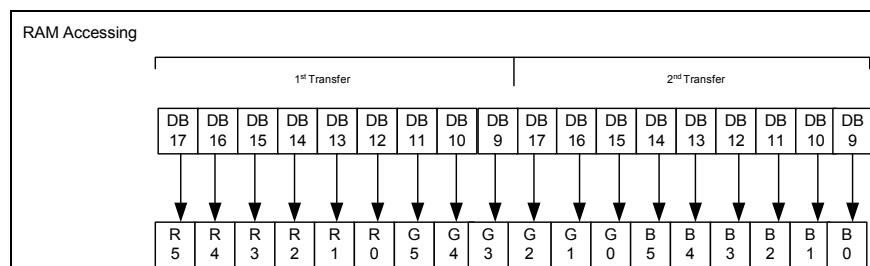 RAM Accessing
1st Transfer 2nd Transfer
DB DB DB DB DB DB DB DB DB DB DB DB DB DB DB DB DB DB
17 16 15 14 13 12 11 10 9 17 16 15 14 13 12 11 10 9
R R R R R R G G G G G G B B B B B B
5 4 3 2 1 0 5 4 3 2 1 0 5 4 3 2 1 0